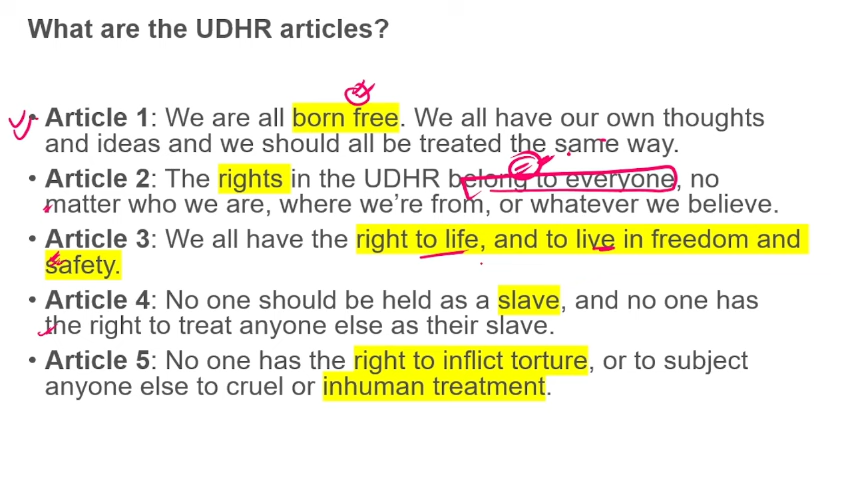 What are the UDHR articles?
• Article 1: We are all born free. We all have our own thoughts
and ideas and we should all be treated the same way.
• Article 2: The rights in the UDHR belong to everyone, no
matter who we are, where we're from, or whatever we believe.
• Article 3: We all have the right to life, and to live in freedom and
safety.
• Article 4: No one should be held as a slave, and no one has
the right to treat anyone else as their slave.
• Article 5: No one has the right to inflict torture, or to subject
anyone else to cruel or inhuman treatment.